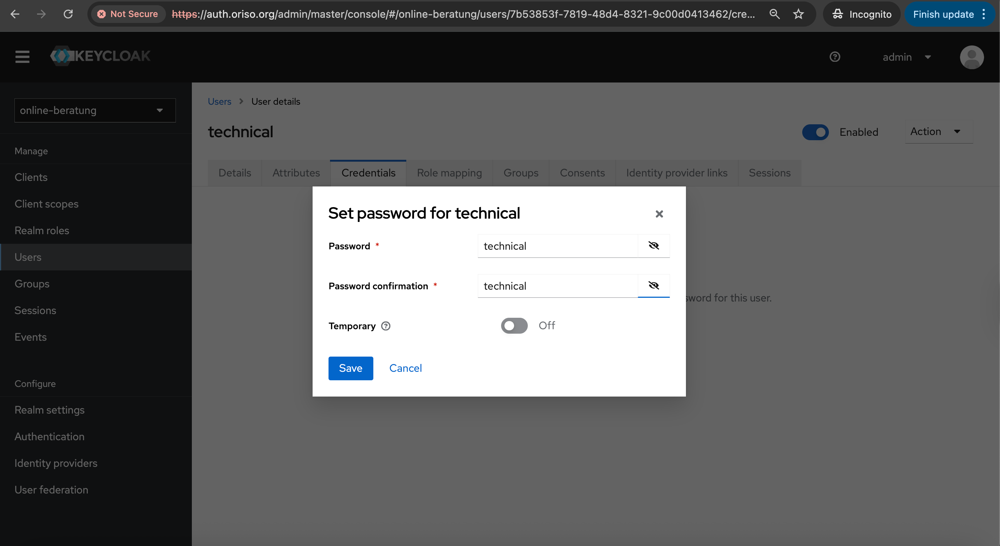 Not Secure https://auth.oriso.org/admin/master/console/#/online-beratung/users/7b53853f-7819-48d4-8321-9c00d0413462/cre... Incognito Finish update
KEYCLOAK admin
online-beratung
Manage
Clients
Client scopes
Realm roles
Users
Groups
Sessions
Events
Configure
Realm settings
Authentication
Identity providers
User federation
Users User details
technical Enabled Action
Details Attributes Credentials Role mapping Groups Consents Identity provider links Sessions
Set password for technical
Password * technical
Password confirmation * technical
sword for this user.
Temporary Off
Save Cancel